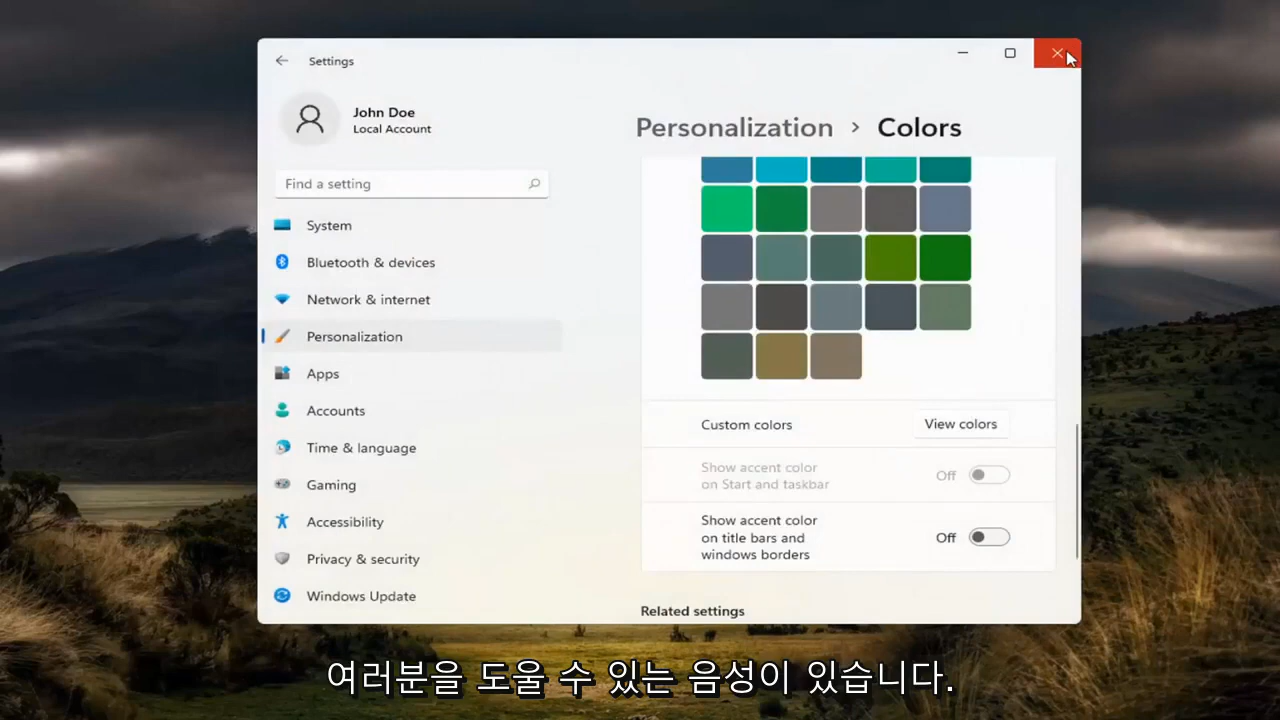 Settings
John Doe
Local Account
Find a setting
System
Bluetooth & devices
Network & internet
Personalization
Apps
Accounts
Time & language
Gaming
Accessibility
Privacy & security
Windows Update
Personalization > Colors
Custom colors
View colors
Show accent color
on Start and taskbar
Off
Show accent color
on title bars and
windows borders
Off
Related settings
여러분을 도울 수 있는 음성이 있습니다.